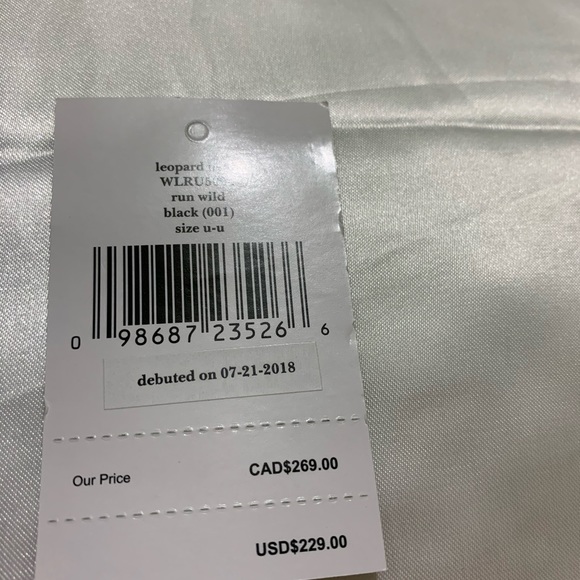 leopard
WLRU5
run wild
black (001)
size u-u
0 98687 23526 6
debuted on 07-21-2018
Our Price CAD$269.00
USD$229.00